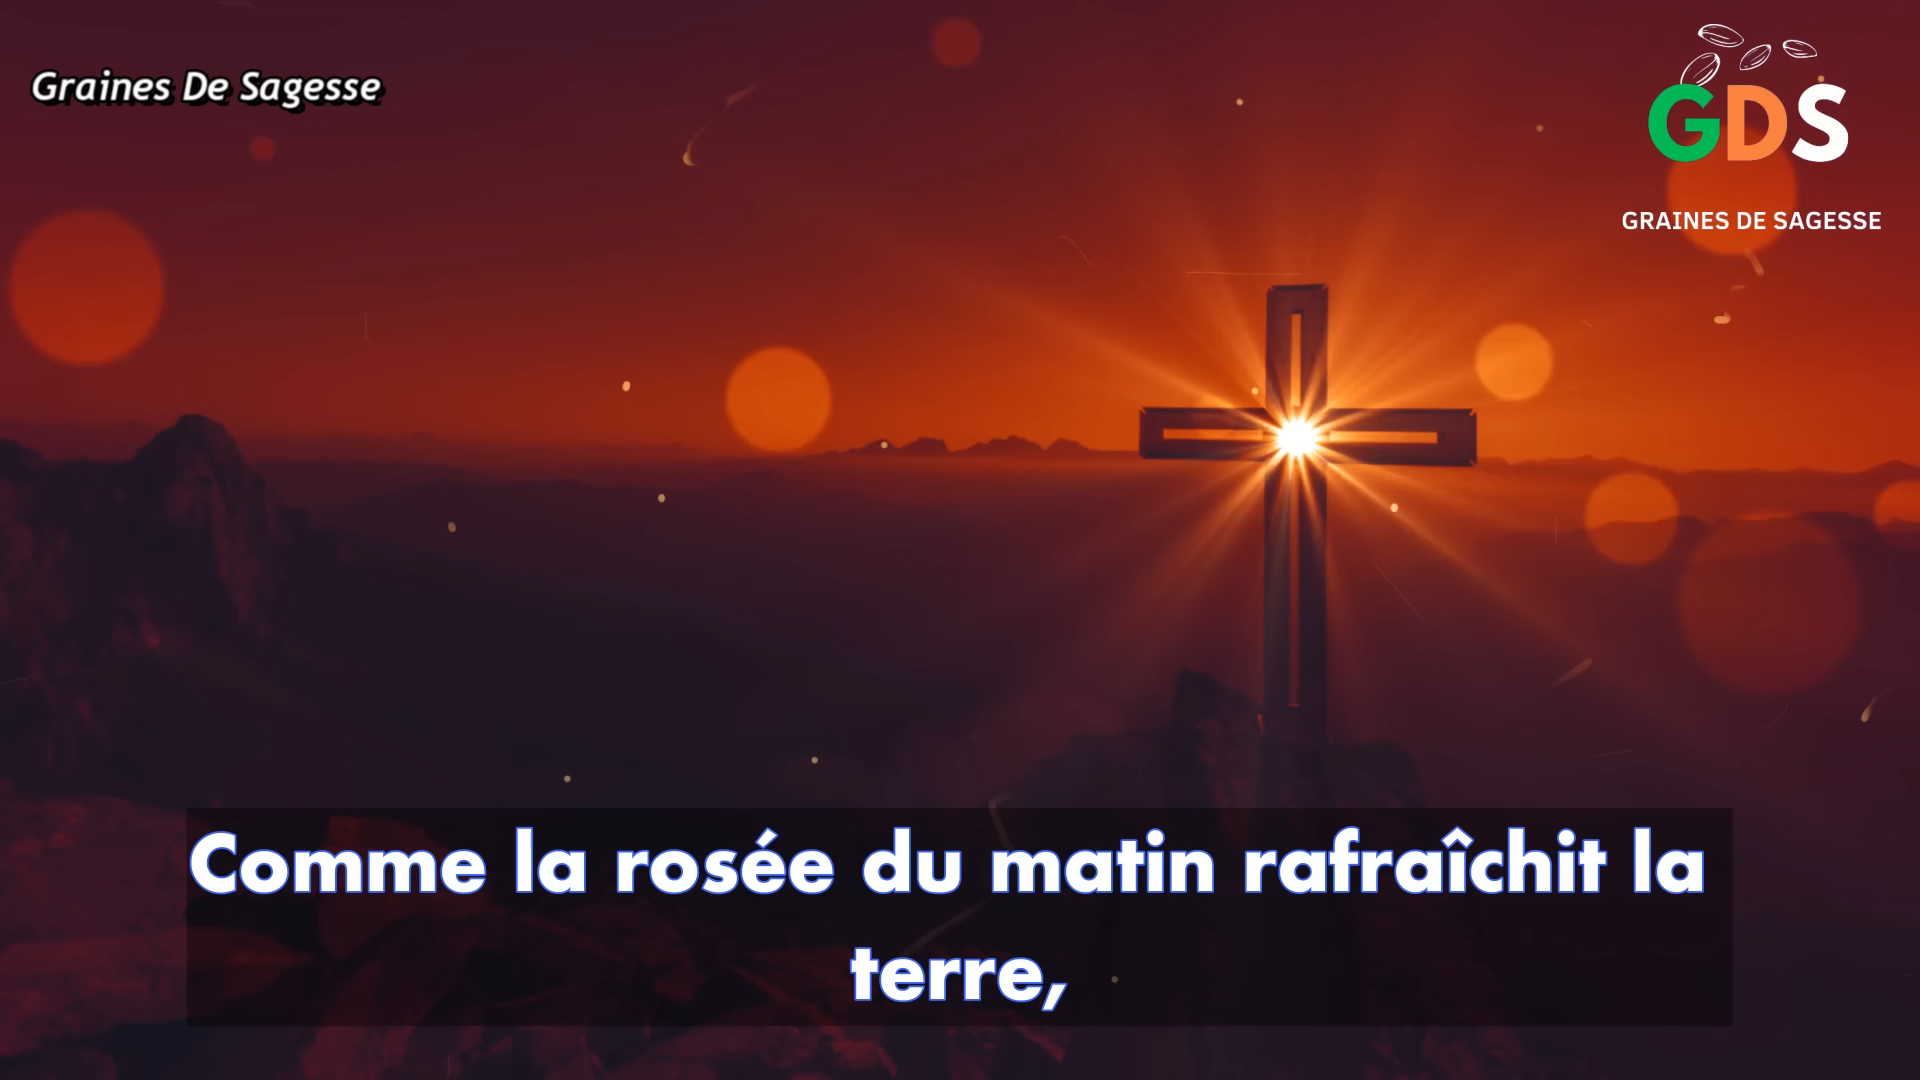 Graines De Sagesse
GDS
GRAINES DE SAGESSE
Comme la rosée du matin rafraîchit la
terre,